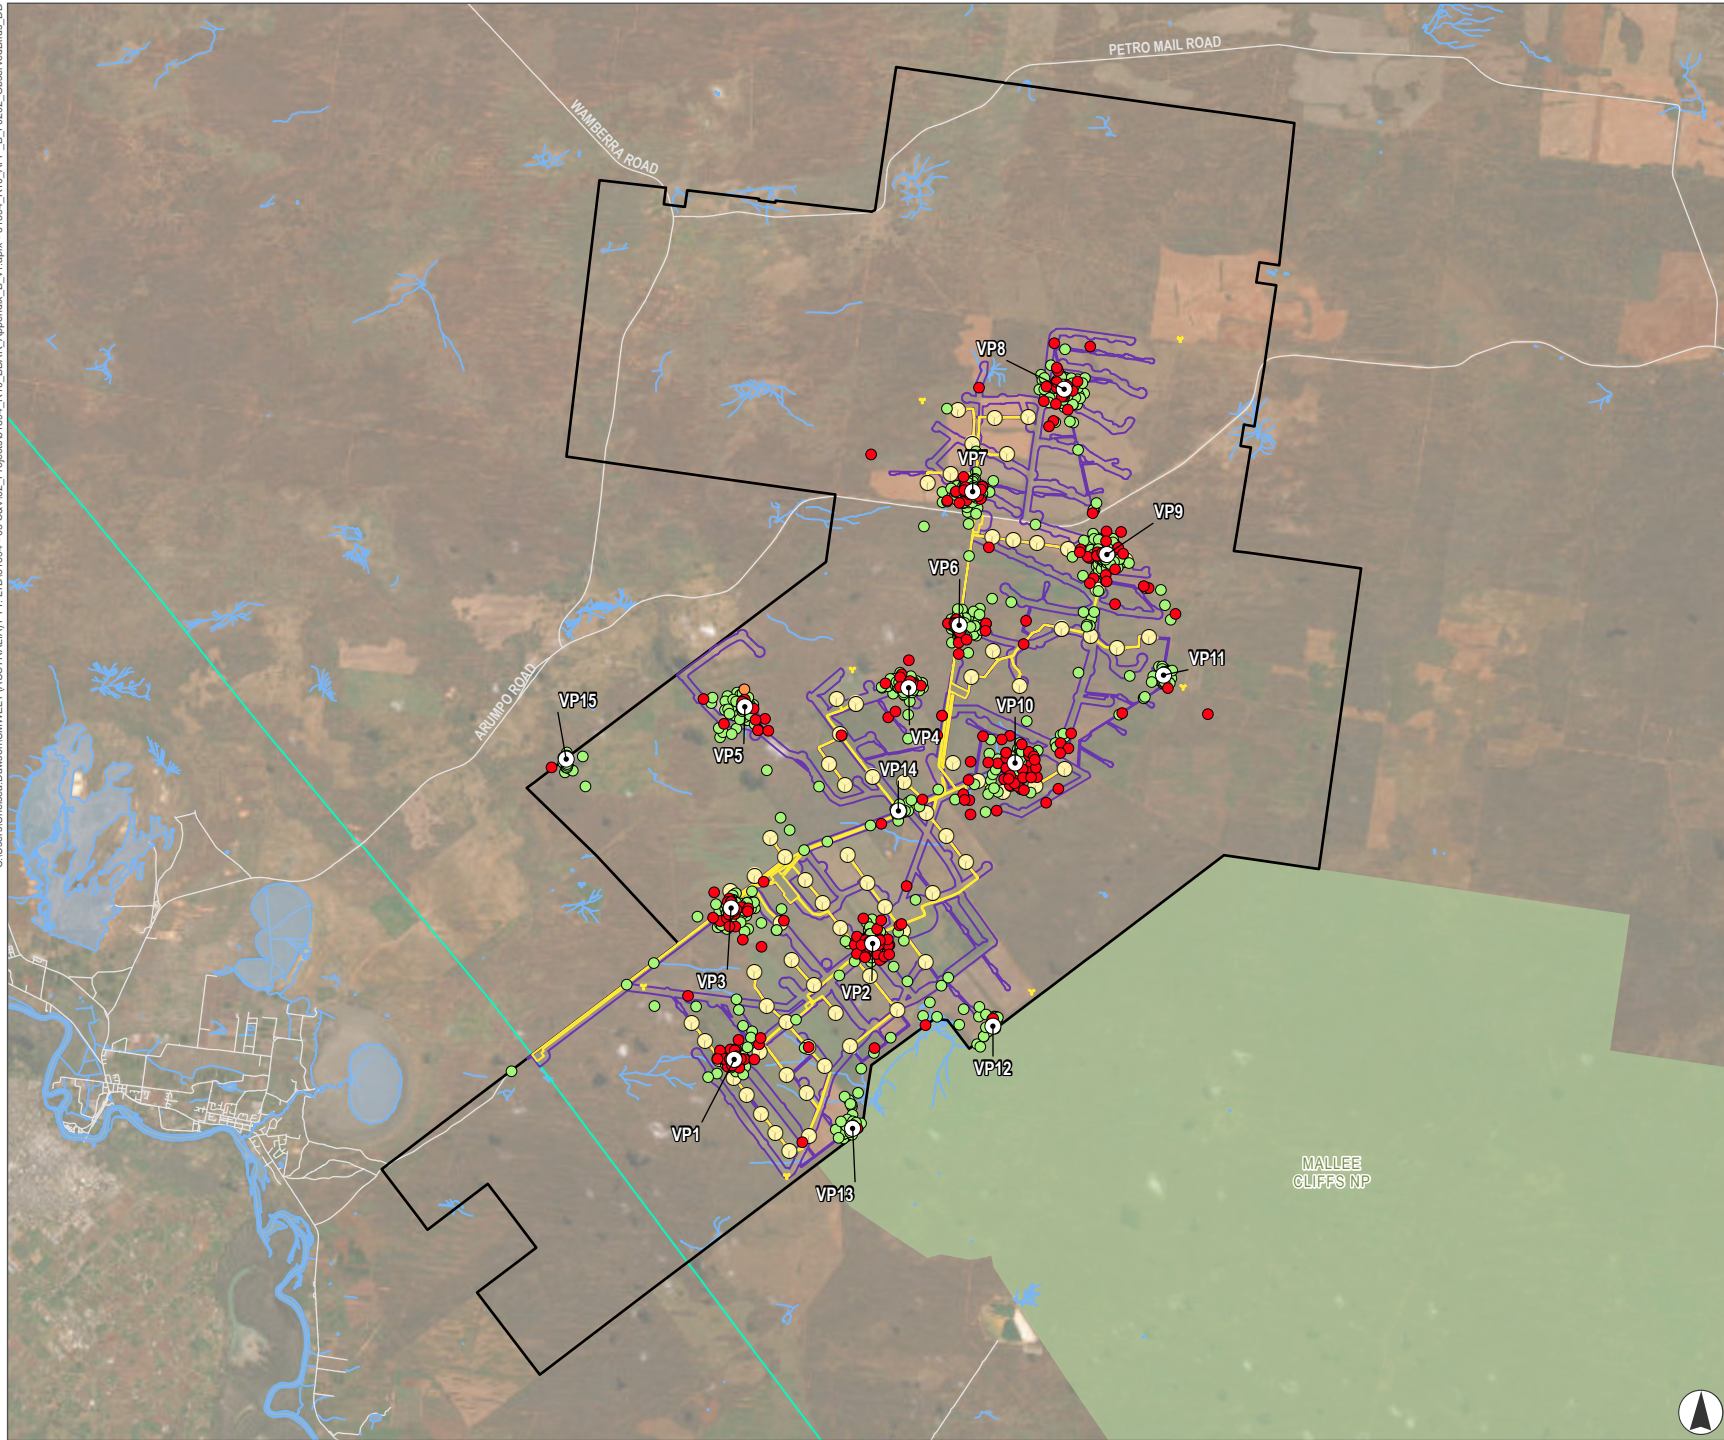 PETRO MAIL ROAD
WAMBERRA ROAD
VP8
VP7
VP9
VP6
VP11
VP15
ARUMPO ROAD
VP10
VP4
VP5
VP14
VP3
VP2
VP12
VP1
MALLEE
CLIFFS NP
VP13